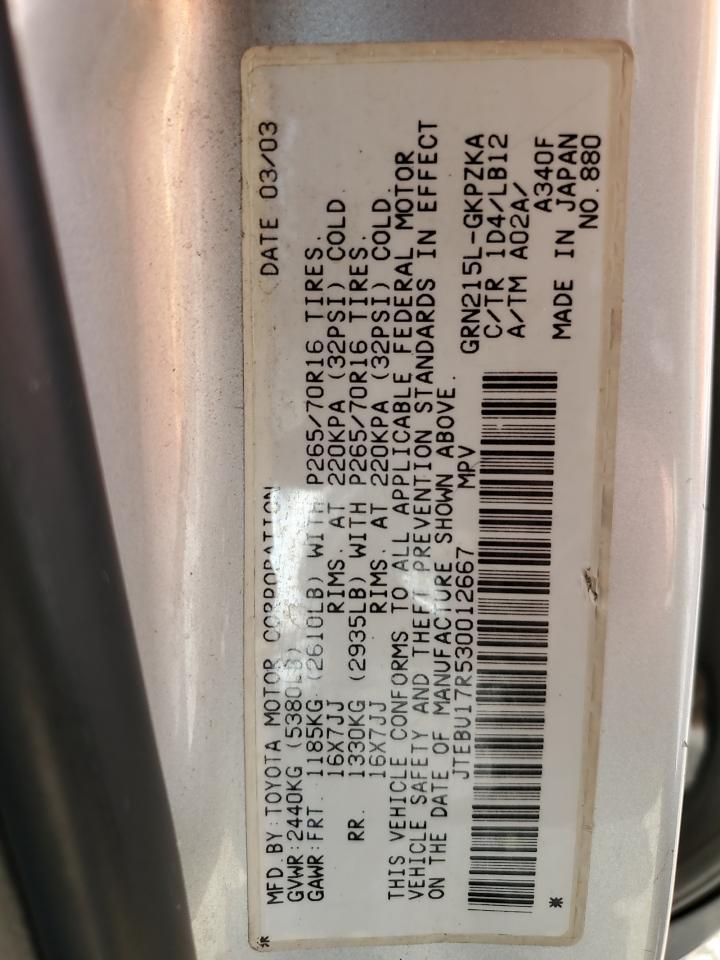 MFD.BY:TOYOTA MOTOR CORPORATION DATE 03/03
GVWR:2440KG (5380LB)
GAWR:FRT. 1185KG (2610LB) WITH P265/70R16 TIRES.
16X7JJ RIMS. AT 220KPA (32PSI) COLD.
RR. 1330KG (2935LB) WITH P265/70R16 TIRES.
16X7JJ RIMS. AT 220KPA (32PSI) COLD.
THIS VEHICLE CONFORMS TO ALL APPLICABLE FEDERAL MOTOR
VEHICLE SAFETY AND THEFT PREVENTION STANDARDS IN EFFECT
ON THE DATE OF MANUFACTURE SHOWN ABOVE.
JTEBU17R530012667 MPV GRN215L-GKPZKA
C/TR 1D4/LB12
A/TM A02A/
A340F
MADE IN JAPAN
NO.880